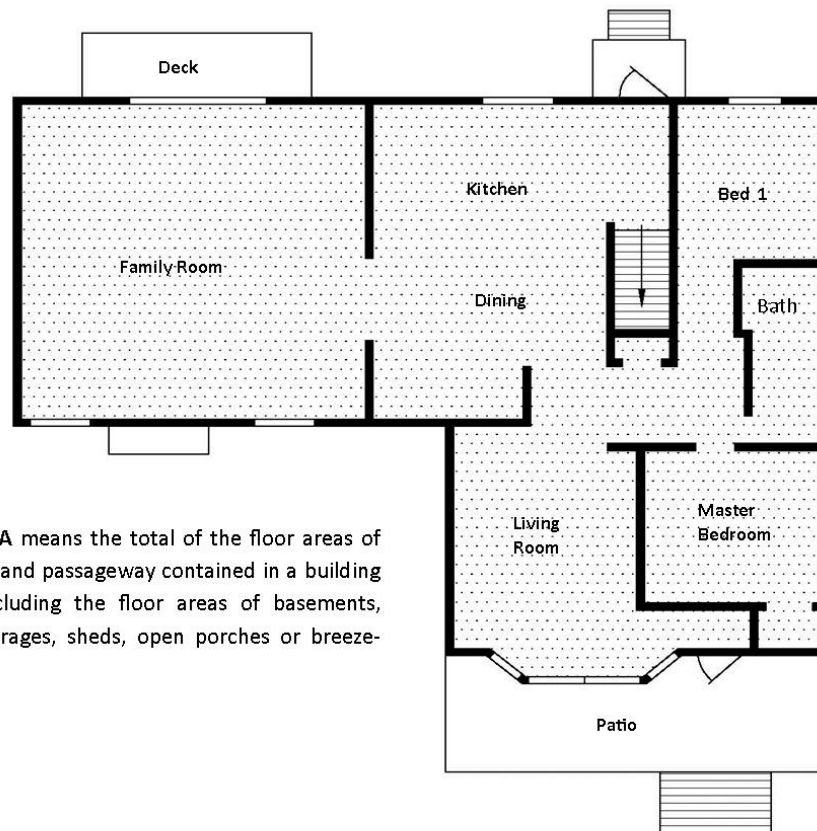 Deck
Kitchen
Bed 1
Family Room
Dining
Bath
A means the total of the floor areas of
and passageway contained in a building
cluding the floor areas of basements,
rages, sheds, open porches or breeze-
Living
Room
Master
Bedroom
Patio